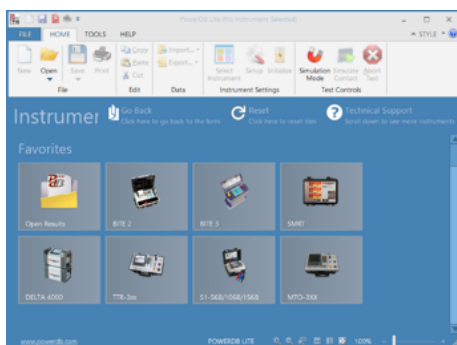 PowerDB Lite (No Instrument Selected)
FILE HOME TOOLS HELP STYLE
New Open Save Print
Copy
Paste
Cut
Import...
Export...
Select Instrument Setup Initialize
Simulation Mode Simulate Contact Abort Test
File Edit Data Instrument Settings Test Controls
Instrumer
Go Back
Click here to go back to the form
Reset
Click here to reset tiles.
Technical Support
Scroll down to see more instruments
Favorites
Open Results BITE 2 BITE 3 SMRT
DELTA 4000 TTR-3xx S1-568/1068/1568 MTO-3XX
www.powerdb.com POWERDB LITE 100%